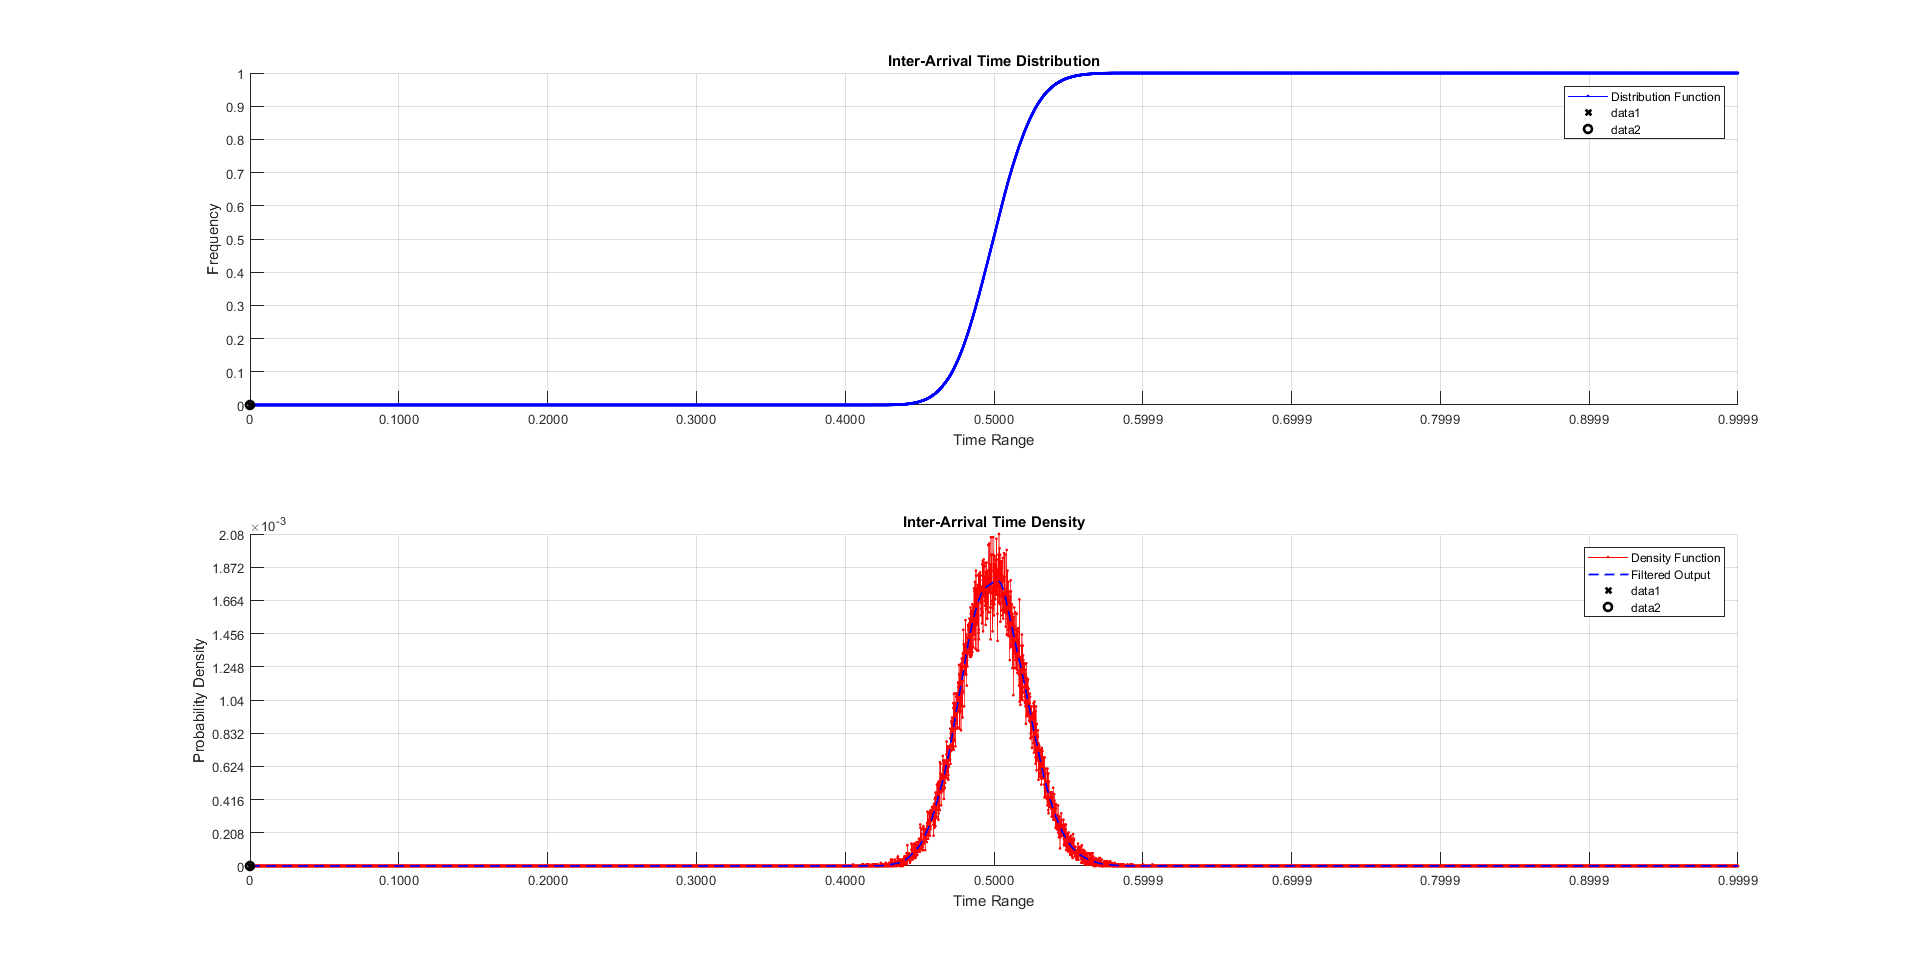 Inter-Arrival Time Distribution
1
0.9
0.8
0.7
0.6
0.5
0.4
0.3
0.2
0.1
0
Frequency
Distribution Function
data1
data2
0 0.1000 0.2000 0.3000 0.4000 0.5000 0.5999 0.6999 0.7999 0.8999 0.9999
Time Range
Inter-Arrival Time Density
×10-3
2.08
1.872
1.664
1.456
1.248
1.04
0.832
0.624
0.416
0.208
0
Probability Density
Density Function
Filtered Output
data1
data2
0 0.1000 0.2000 0.3000 0.4000 0.5000 0.5999 0.6999 0.7999 0.8999 0.9999
Time Range